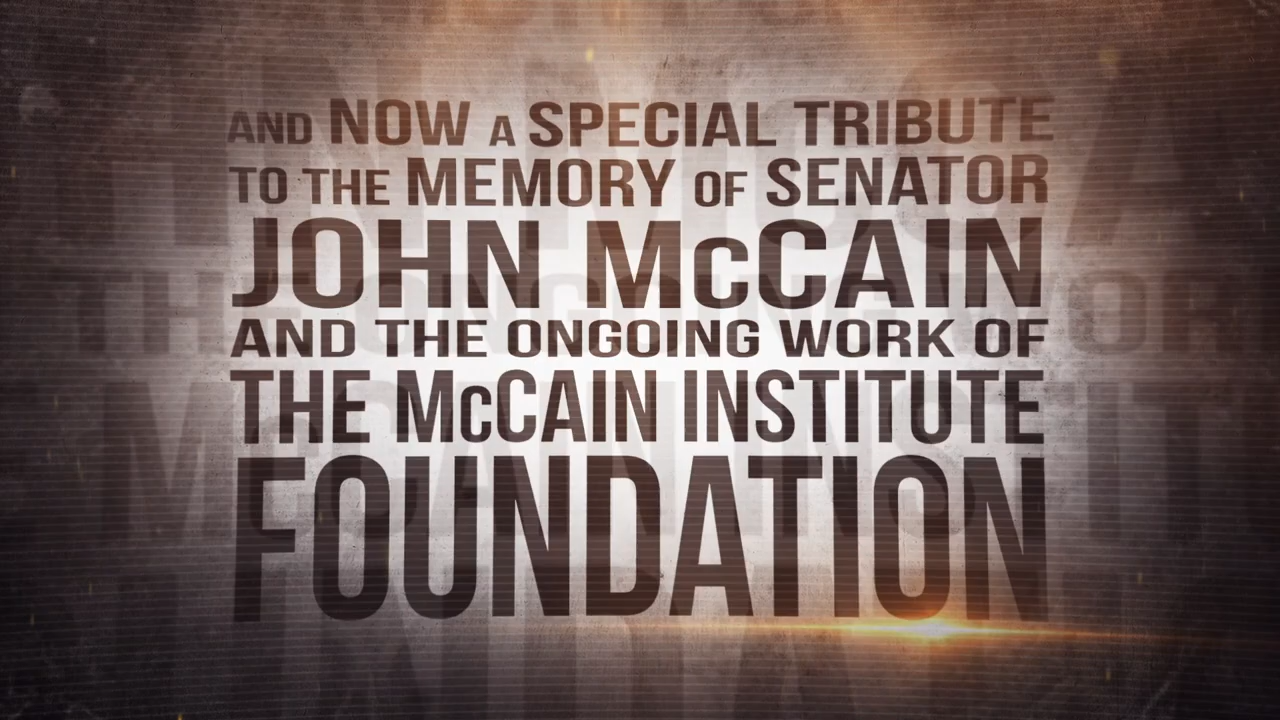 AND NOW A SPECIAL TRIBUTE
TO THE MEMORY OF SENATOR
JOHN McCAIN
AND THE ONGOING WORK OF
THE McCAIN INSTITUTE
FOUNDATION